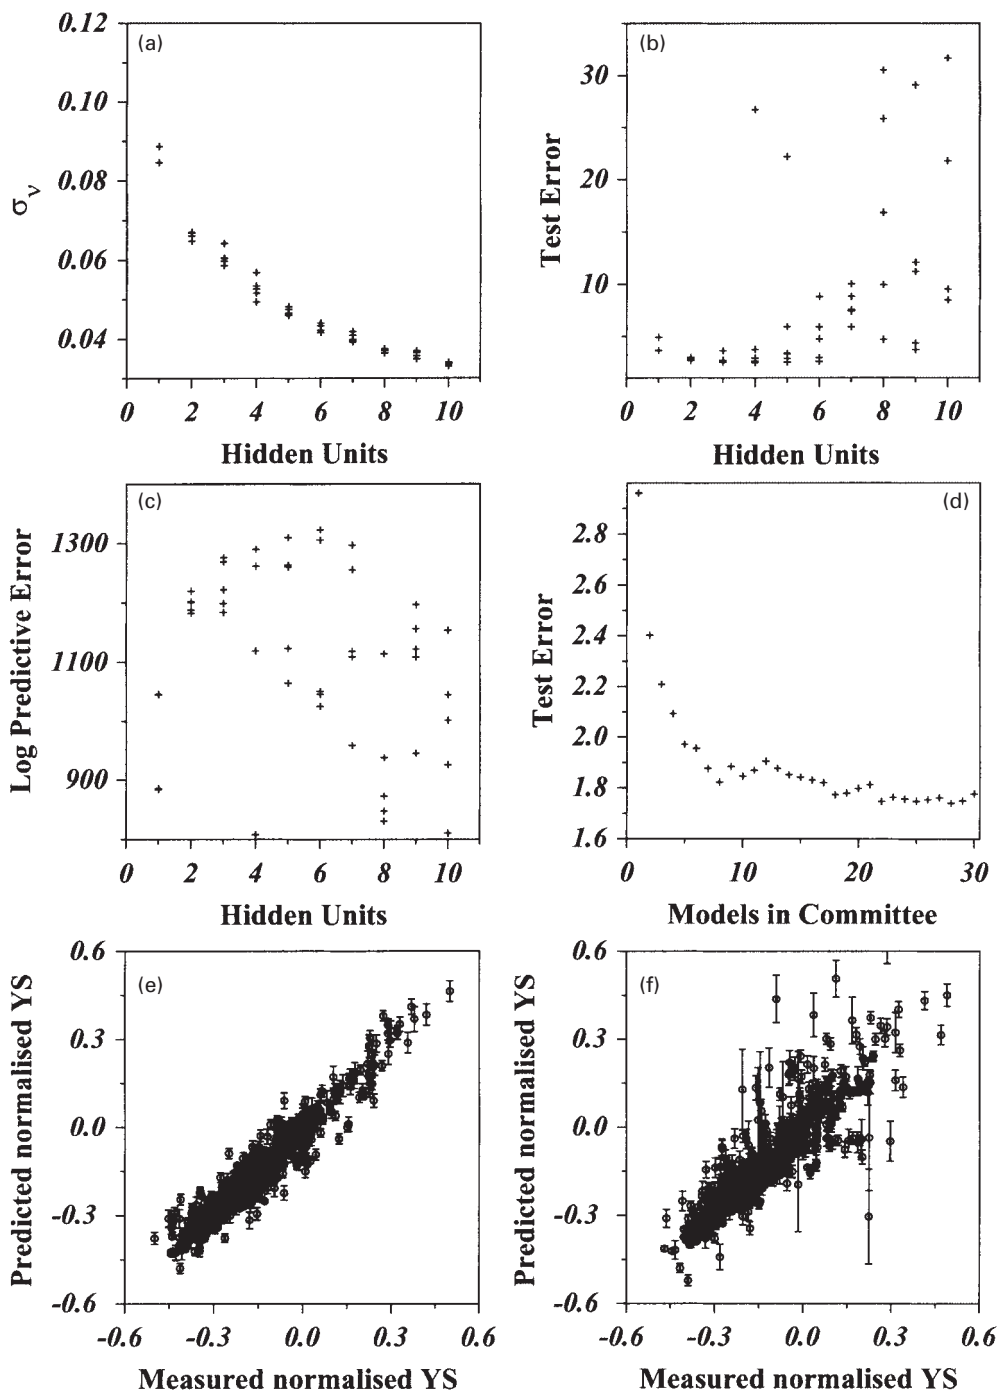 (a)
0.12
0.10
0.08
0.06
0.04
σν
0 2 4 6 8 10
Hidden Units
(b)
30
20
10
Test Error
0 2 4 6 8 10
Hidden Units
(c)
1300
1100
900
Log Predictive Error
0 2 4 6 8 10
Hidden Units
(d)
2.8
2.6
2.4
2.2
2.0
1.8
1.6
Test Error
0 10 20 30
Models in Committee
(e)
0.6
0.3
0.0
-0.3
-0.6
Predicted normalised YS
-0.6 -0.3 0.0 0.3 0.6
Measured normalised YS
(f)
0.6
0.3
0.0
-0.3
-0.6
Predicted normalised YS
-0.6 -0.3 0.0 0.3 0.6
Measured normalised YS